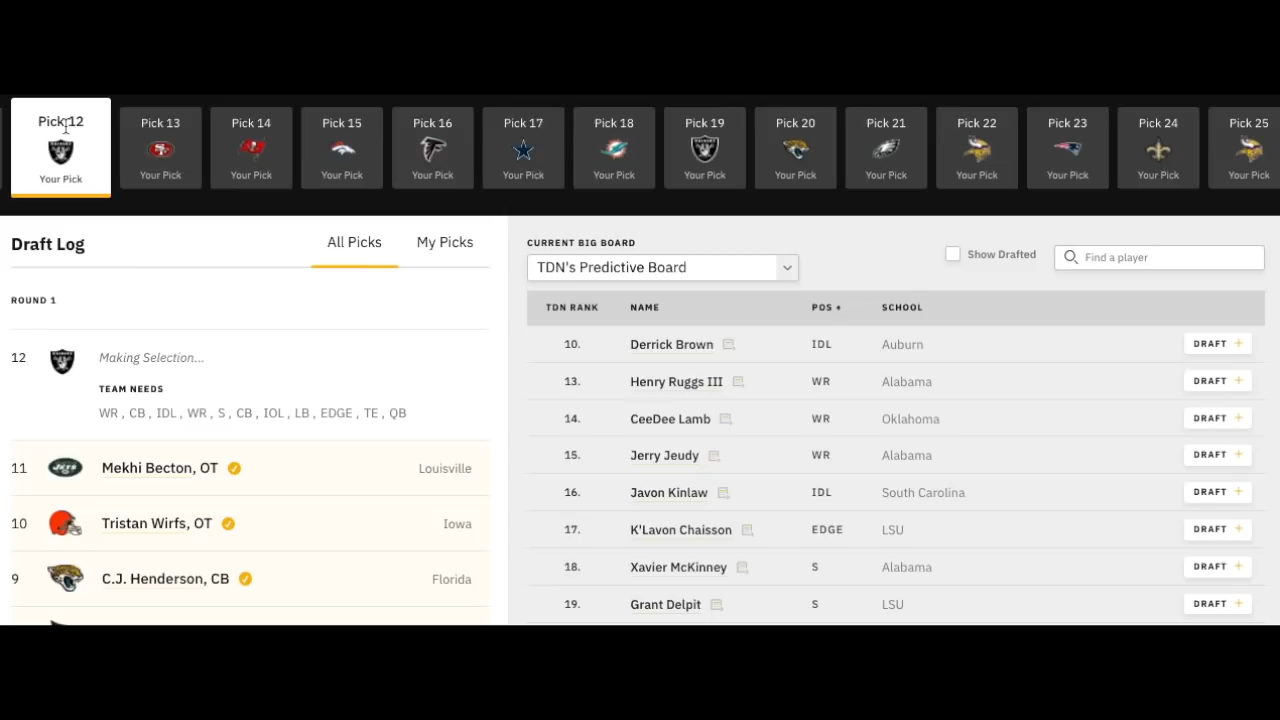 Pick 12
Your Pick
Pick 13
Your Pick
Pick 14
Your Pick
Pick 15
Your Pick
Pick 16
Your Pick
Pick 17
Your Pick
Pick 18
Your Pick
Pick 19
Your Pick
Pick 20
Your Pick
Pick 21
Your Pick
Pick 22
Your Pick
Pick 23
Your Pick
Pick 24
Your Pick
Pick 25
Your Pick
Draft Log
All Picks
My Picks
ROUND 1
12
Making Selection...
TEAM NEEDS
WR , CB , IDL , WR , S , CB , IOL , LB , EDGE , TE , QB
11 JETS Mekhi Becton, OT Louisville
10 Tristan Wirfs, OT Iowa
9 C.J. Henderson, CB Florida
CURRENT BIG BOARD
TDN's Predictive Board
Show Drafted
Find a player
TDN RANK NAME POS SCHOOL
10. Derrick Brown IDL Auburn DRAFT +
13. Henry Ruggs III WR Alabama DRAFT +
14. CeeDee Lamb WR Oklahoma DRAFT +
15. Jerry Jeudy WR Alabama DRAFT +
16. Javon Kinlaw IDL South Carolina DRAFT +
17. K'Lavon Chaisson EDGE LSU DRAFT +
18. Xavier McKinney S Alabama DRAFT +
19. Grant Delpit S LSU DRAFT +